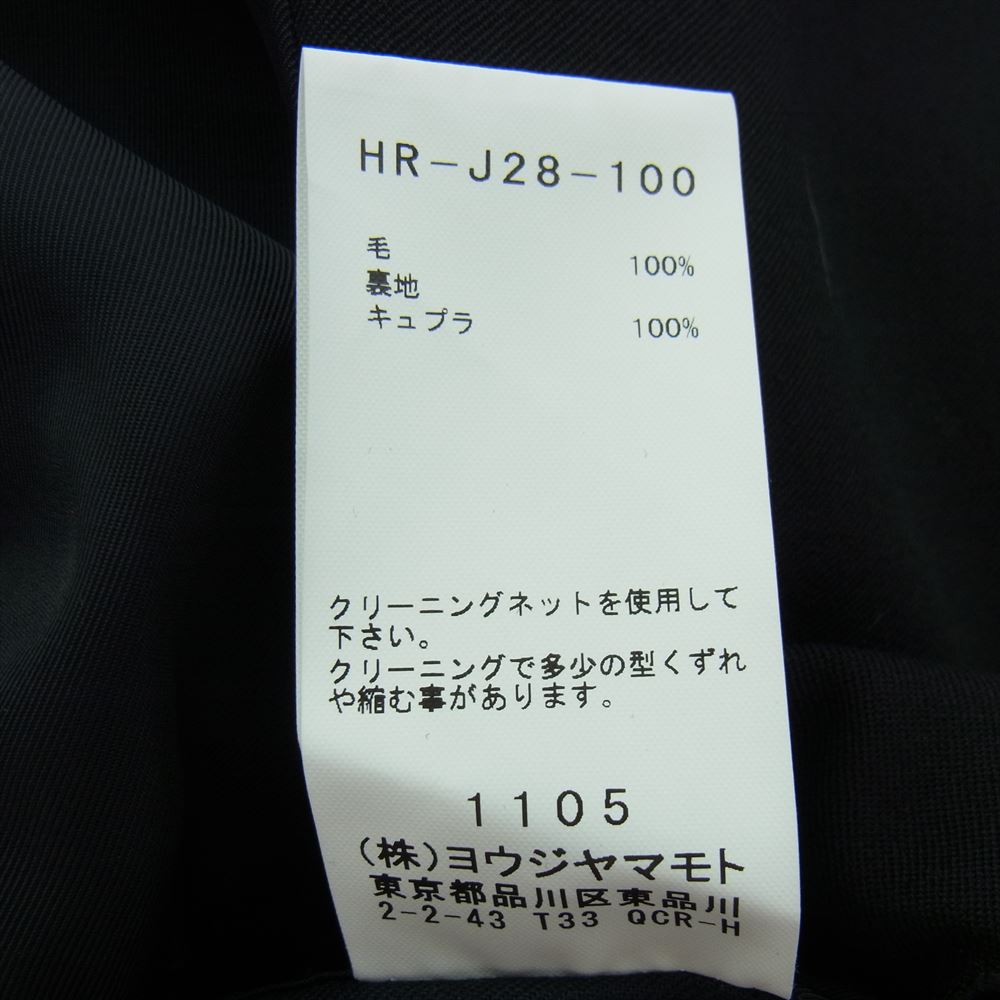 HR-J28-100
毛 100%
裏地
キュプラ 100%
クリーニングネットを使用して
下さい。
クリーニングで多少の型くずれ
や縮む事があります。
1105
(株)ヨウジヤマモト
東京都品川区東品川
2-2-43 T33 QCR-H